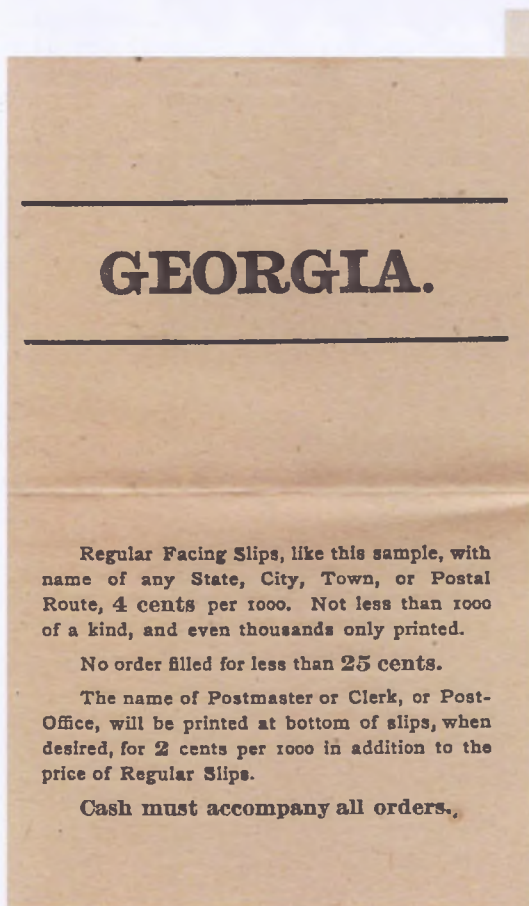 GEORGIA.
Regular Facing Slips, like this sample, with
name of any State, City, Town, or Postal
Route, 4 cents per 1000. Not less than 1000
of a kind, and even thousands only printed.
No order filled for less than 25 cents.
The name of Postmaster or Clerk, or Post-
Office, will be printed at bottom of slips, when
desired, for 2 cents per 1000 in addition to the
price of Regular Slips.
Cash must accompany all orders.